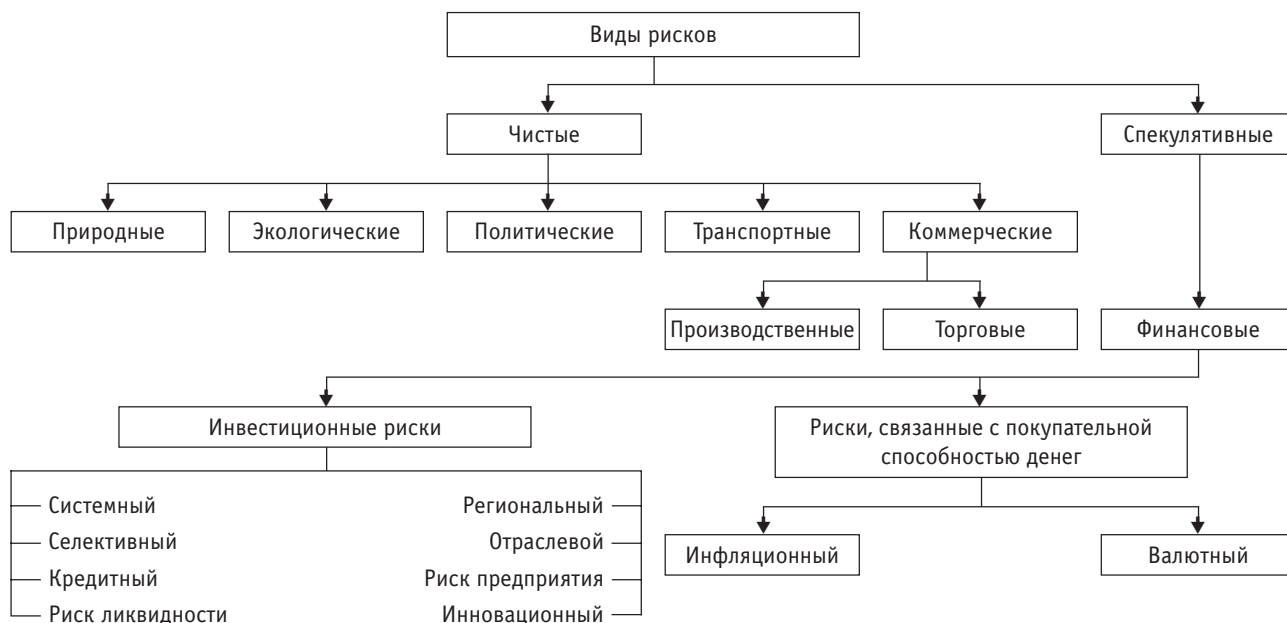 Виды рисков
Чистые
Спекулятивные
Природные
Экологические
Политические
Транспортные
Коммерческие
Производственные
Торговые
Финансовые
Инвестиционные риски
Риски, связанные с покупательной
способностью денег
Системный
Региональный
Селективный
Отраслевой
Кредитный
Риск предприятия
Риск ликвидности
Инновационный
Инфляционный
Валютный